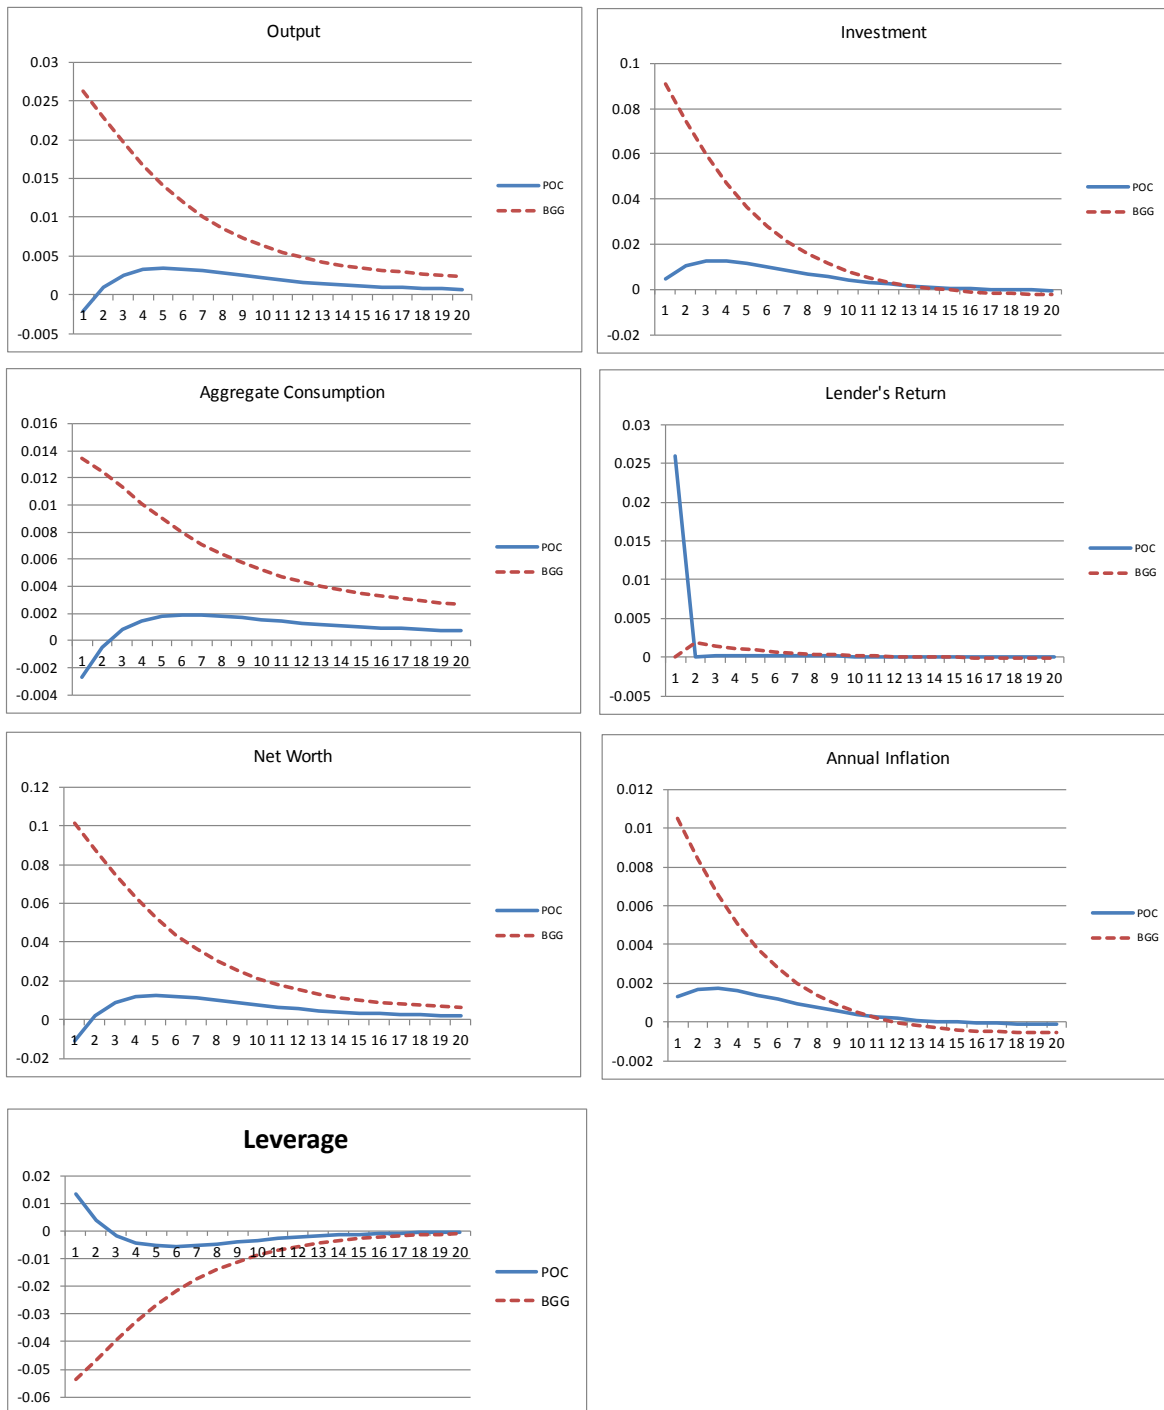 Output
0.03
0.025
0.02
0.015
0.01
0.005
0
-0.005
1 2 3 4 5 6 7 8 9 10 11 12 13 14 15 16 17 18 19 20
POC
BGG
Investment
0.1
0.08
0.06
0.04
0.02
0
-0.02
1 2 3 4 5 6 7 8 9 10 11 12 13 14 15 16 17 18 19 20
POC
BGG
Aggregate Consumption
0.016
0.014
0.012
0.01
0.008
0.006
0.004
0.002
0
-0.002
-0.004
1 2 3 4 5 6 7 8 9 10 11 12 13 14 15 16 17 18 19 20
POC
BGG
Lender's Return
0.03
0.025
0.02
0.015
0.01
0.005
0
-0.005
1 2 3 4 5 6 7 8 9 10 11 12 13 14 15 16 17 18 19 20
POC
BGG
Net Worth
0.12
0.1
0.08
0.06
0.04
0.02
0
-0.02
1 2 3 4 5 6 7 8 9 10 11 12 13 14 15 16 17 18 19 20
POC
BGG
Annual Inflation
0.012
0.01
0.008
0.006
0.004
0.002
0
-0.002
1 2 3 4 5 6 7 8 9 10 11 12 13 14 15 16 17 18 19 20
POC
BGG
Leverage
0.02
0.01
0
-0.01
-0.02
-0.03
-0.04
-0.05
-0.06
1 2 3 4 5 6 7 8 9 10 11 12 13 14 15 16 17 18 19 20
POC
BGG